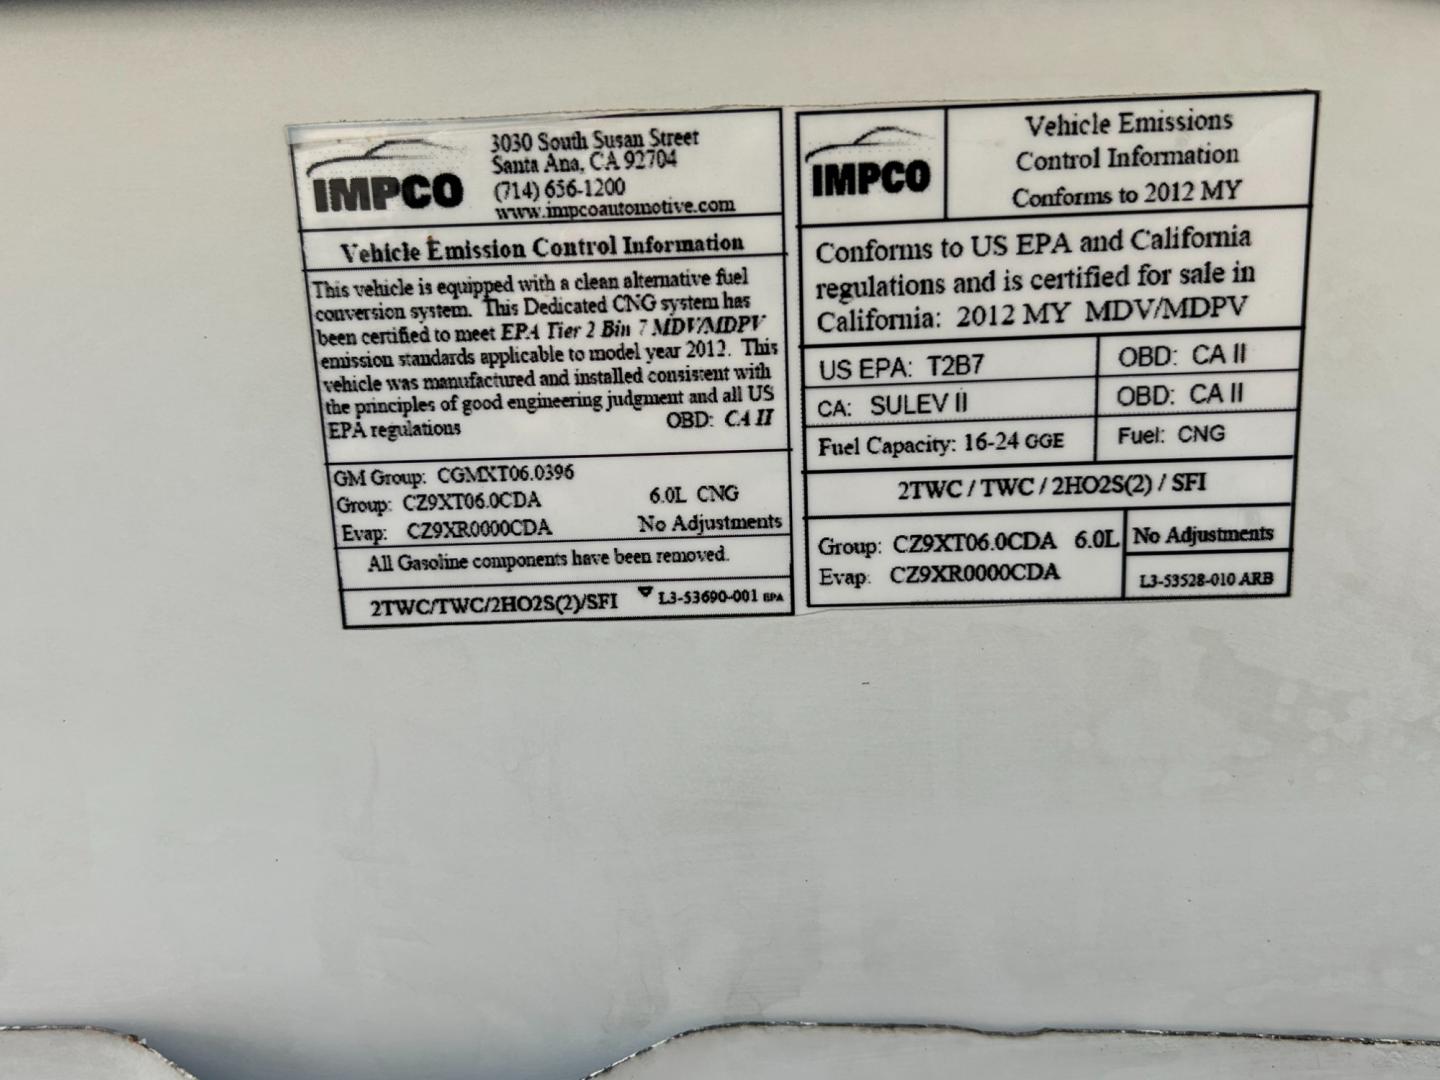 IMPCO
3030 South Susan Street
Santa Ana, CA 92704
(714) 656-1200
www.impcoautomotive.com
Vehicle Emission Control Information
This vehicle is equipped with a clean alternative fuel
conversion system. This Dedicated CNG system has
been certified to meet EPA Tier 2 Bin 7 MDV/MDPV
emission standards applicable to model year 2012. This
vehicle was manufactured and installed consistent with
the principles of good engineering judgment and all US
EPA regulations OBD: CA II
GM Group: CGMXT06.0396
Group: CZ9XT06.0CDA 6.0L CNG
Evap: CZ9XR0000CDA No Adjustments
All Gasoline components have been removed.
2TWC/TWC/2HO2S(2)/SFI L3-53690-001 EPA
IMPCO
Vehicle Emissions
Control Information
Conforms to 2012 MY
Conforms to US EPA and California
regulations and is certified for sale in
California: 2012 MY MDV/MDPV
US EPA: T2B7 OBD: CA II
CA: SULEV II OBD: CA II
Fuel Capacity: 16-24 GGE Fuel: CNG
2TWC / TWC / 2HO2S(2) / SFI
Group: CZ9XT06.0CDA 6.0L No Adjustments
Evap: CZ9XR0000CDA L3-53528-010 ARB